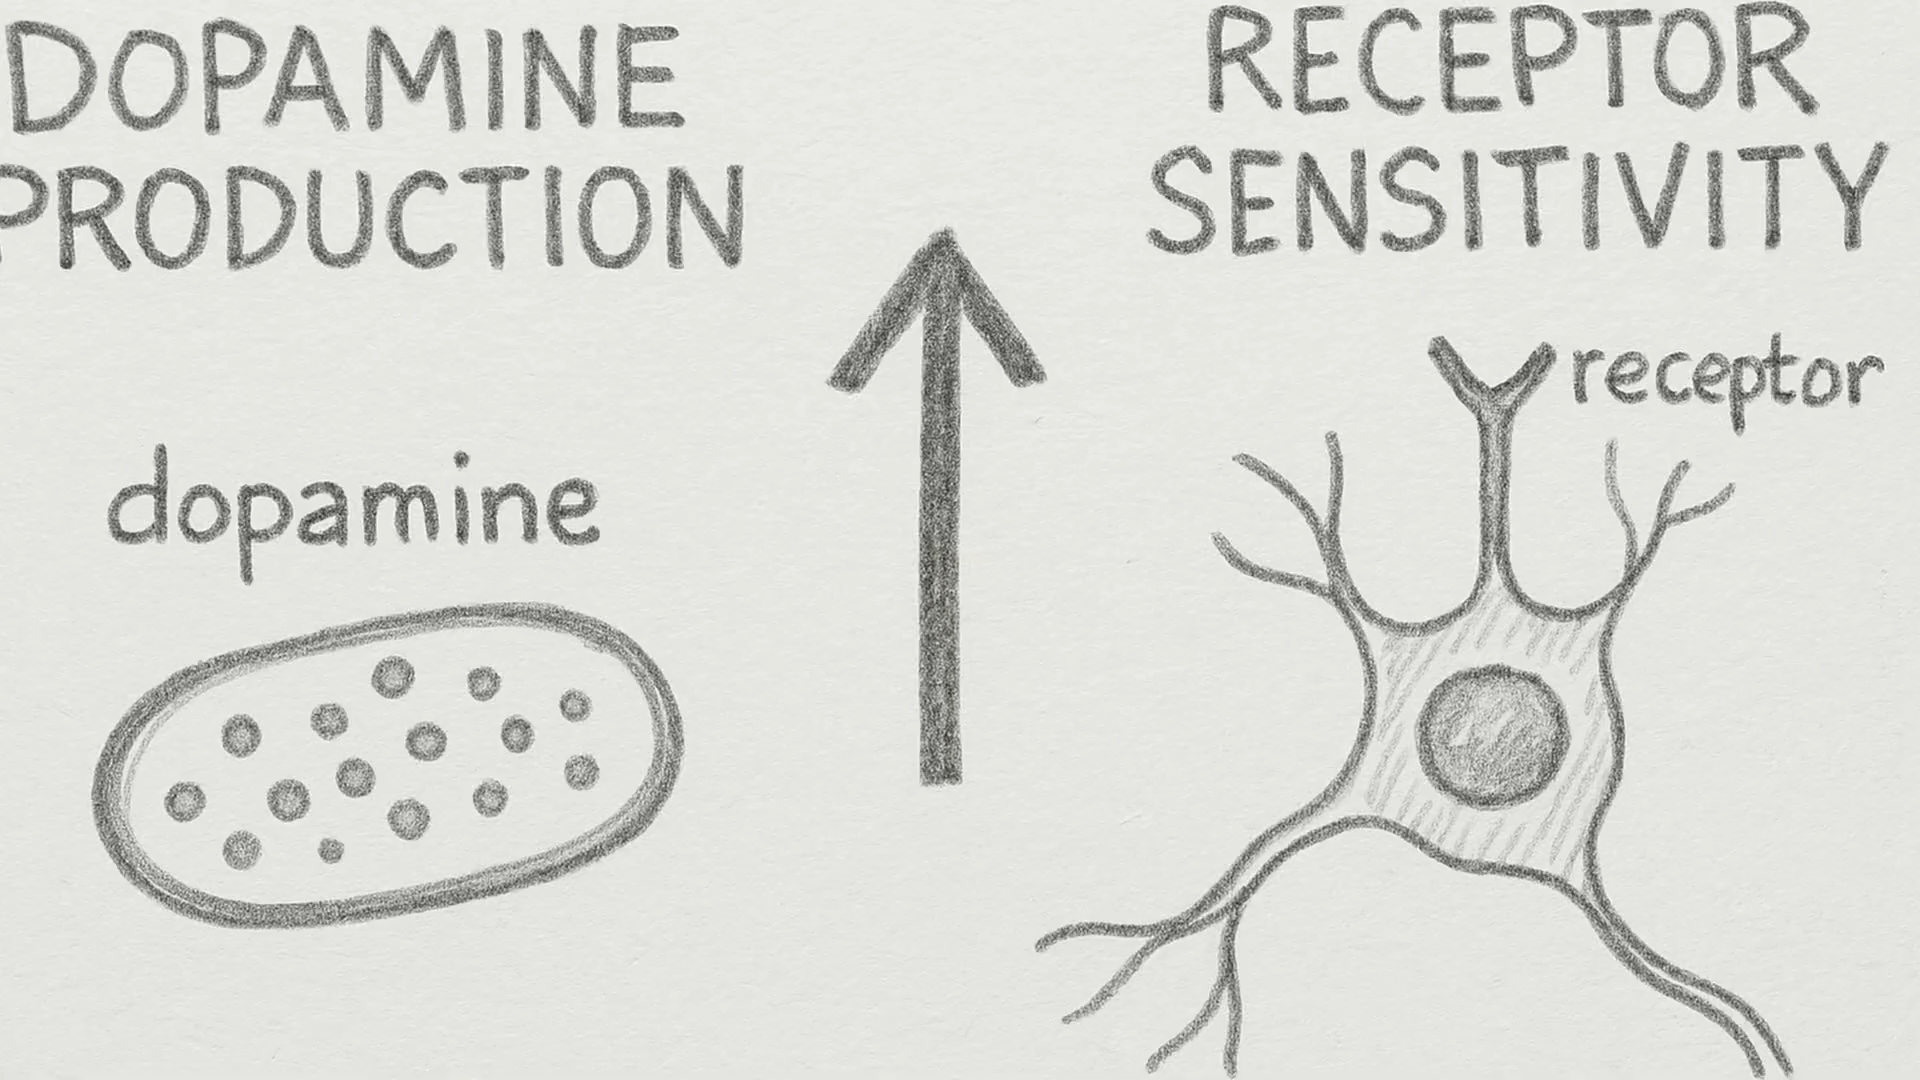 DOPAMINE
PRODUCTION
dopamine
RECEPTOR
SENSITIVITY
receptor